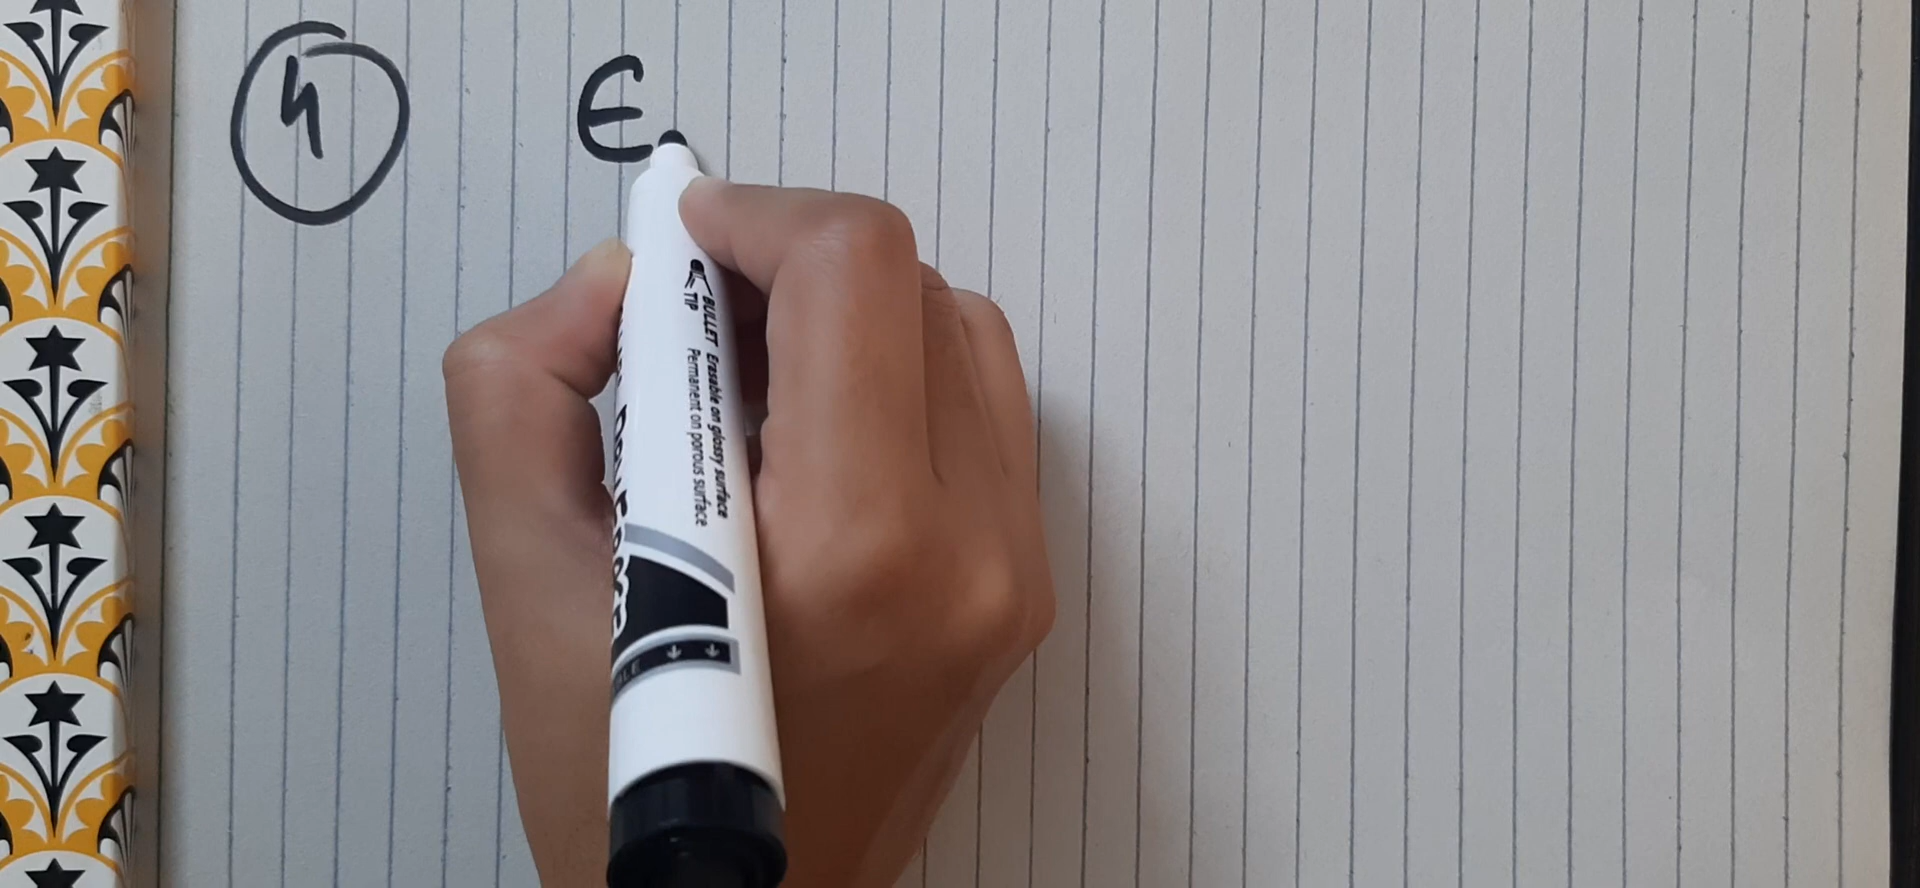 4 E
BULLET Erasable on glossy surface
TIP Permanent on porous surface